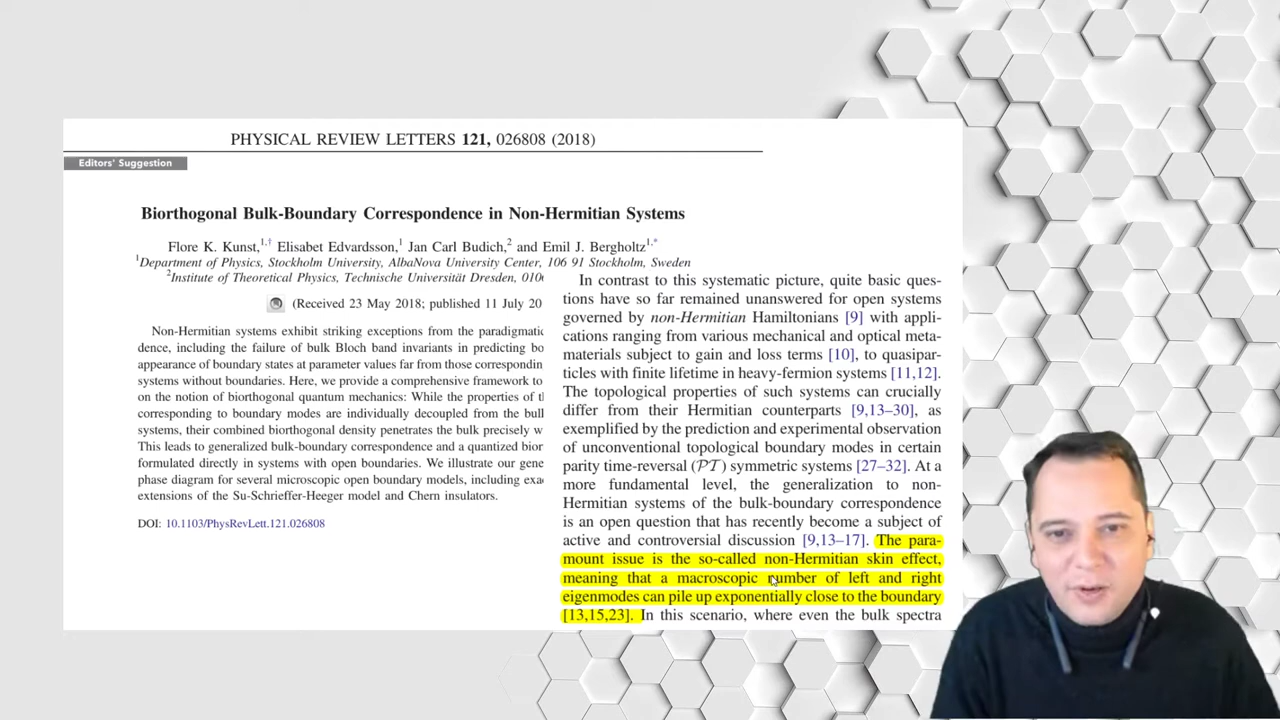 PHYSICAL REVIEW LETTERS 121, 026808 (2018)
Editors' Suggestion
Biorthogonal Bulk-Boundary Correspondence in Non-Hermitian Systems
Flore K. Kunst,1,† Elisabet Edvardsson,1 Jan Carl Budich,2 and Emil J. Bergholtz1,*
1Department of Physics, Stockholm University, AlbaNova University Center, 106 91 Stockholm, Sweden
2Institute of Theoretical Physics, Technische Universität Dresden, 010
(Received 23 May 2018; published 11 July 20
Non-Hermitian systems exhibit striking exceptions from the paradigmatic
dence, including the failure of bulk Bloch band invariants in predicting bo
appearance of boundary states at parameter values far from those correspondin
systems without boundaries. Here, we provide a comprehensive framework to
on the notion of biorthogonal quantum mechanics: While the properties of t
corresponding to boundary modes are individually decoupled from the bul
systems, their combined biorthogonal density penetrates the bulk precisely w
This leads to generalized bulk-boundary correspondence and a quantized bior
formulated directly in systems with open boundaries. We illustrate our gene
phase diagram for several microscopic open boundary models, including exa
extensions of the Su-Schrieffer-Heeger model and Chern insulators.
DOI: 10.1103/PhysRevLett.121.026808
In contrast to this systematic picture, quite basic ques-
tions have so far remained unanswered for open systems
governed by non-Hermitian Hamiltonians [9] with appli-
cations ranging from various mechanical and optical meta-
materials subject to gain and loss terms [10], to quasipar-
ticles with finite lifetime in heavy-fermion systems [11,12].
The topological properties of such systems can crucially
differ from their Hermitian counterparts [9,13–30], as
exemplified by the prediction and experimental observation
of unconventional topological boundary modes in certain
parity time-reversal (𝒫𝒯) symmetric systems [27–32]. At a
more fundamental level, the generalization to non-
Hermitian systems of the bulk-boundary correspondence
is an open question that has recently become a subject of
active and controversial discussion [9,13–17]. The para-
mount issue is the so-called non-Hermitian skin effect,
meaning that a macroscopic number of left and right
eigenmodes can pile up exponentially close to the boundary
[13,15,23]. In this scenario, where even the bulk spectra